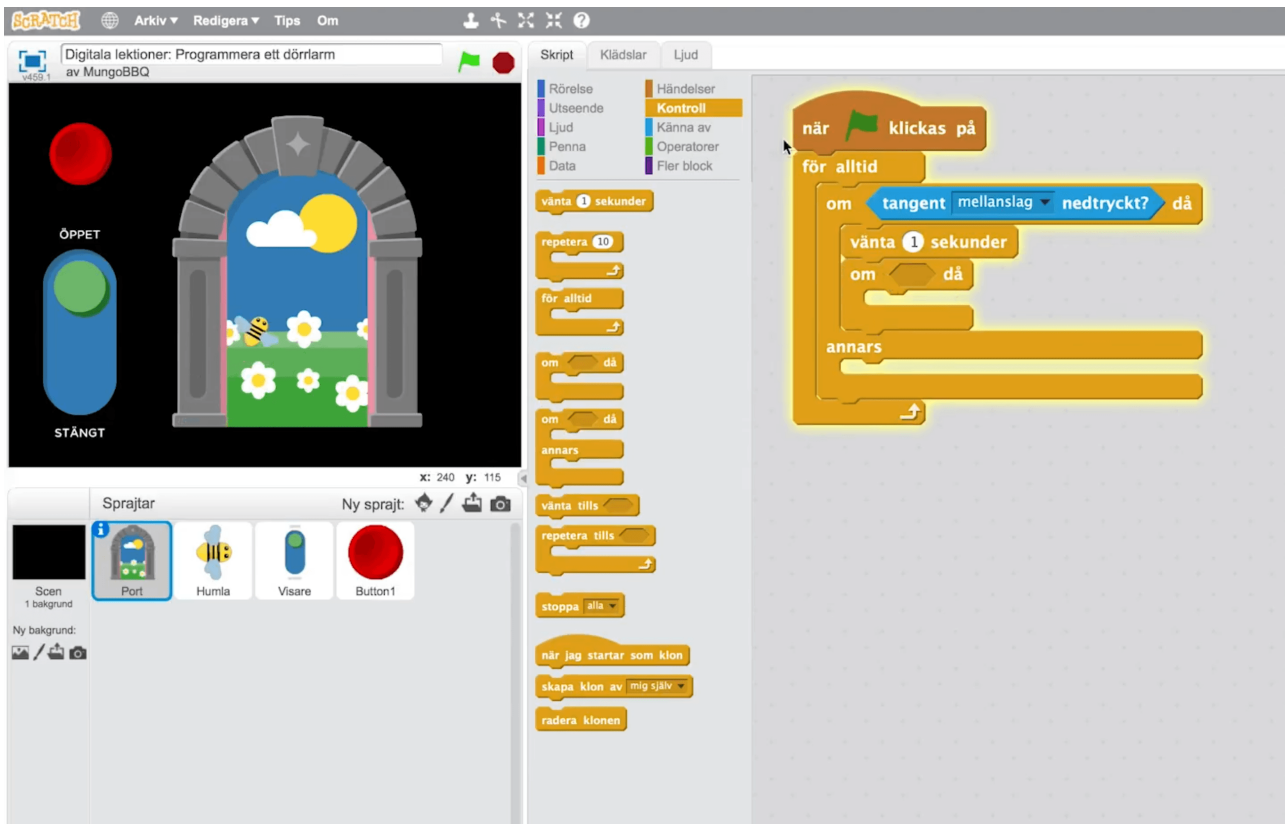 SCRATCH Arkiv▼ Redigera▼ Tips Om
Digitala lektioner: Programmera ett dörrlarm
av MungoBBQ
v459.1
ÖPPET
STÄNGT
x: 240 y: 115
Sprajtar Ny sprajt:
Scen
1 bakgrund
Ny bakgrund:
Port Humla Visare Button1
Skript Klädslar Ljud
Rörelse Händelser
Utseende Kontroll
Ljud Känna av
Penna Operatorer
Data Fler block
vänta 1 sekunder
repetera 10
för alltid
om då
om då
annars
vänta tills
repetera tills
stoppa alla
när jag startar som klon
skapa klon av mig själv
radera klonen
när klickas på
för alltid
om tangent mellanslag nedtryckt? då
vänta 1 sekunder
om då
annars